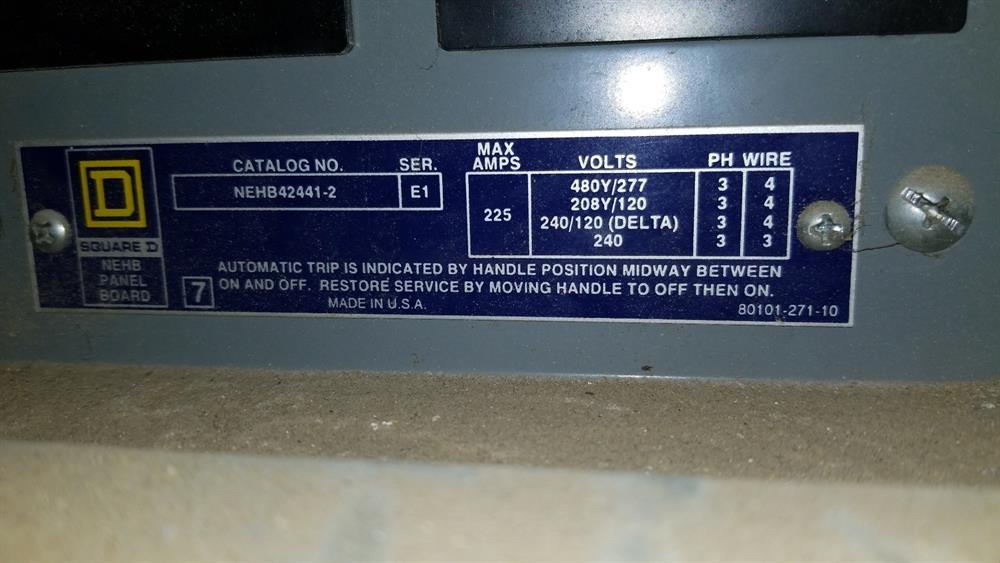 CATALOG NO. SER. MAX AMPS VOLTS PH WIRE
NEHB42441-2 E1 225
480Y/277 3 4
208Y/120 3 4
240/120 (DELTA) 3 4
240 3 3
D
SQUARE D
NEHB
PANEL
BOARD
7
AUTOMATIC TRIP IS INDICATED BY HANDLE POSITION MIDWAY BETWEEN
ON AND OFF. RESTORE SERVICE BY MOVING HANDLE TO OFF THEN ON.
MADE IN U.S.A.
80101-271-10